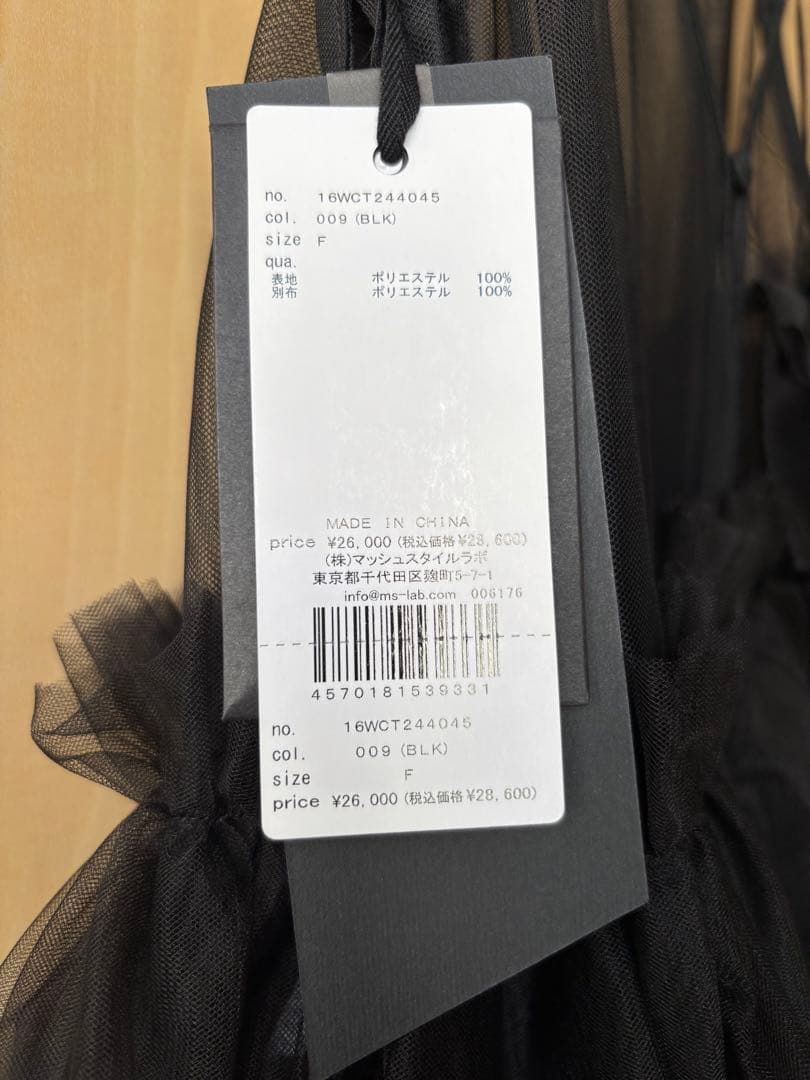 no. 16WCT244045
col. 009 (BLK)
size F
qua.
表地 ポリエステル 100%
別布 ポリエステル 100%
MADE IN CHINA
price ¥26,000 (税込価格¥28,600)
(株)マッシュスタイルラボ
東京都千代田区麹町5-7-1
info@ms-lab.com 006176
4570181539331
no. 16WCT244045
col. 009 (BLK)
size F
price ¥26,000 (税込価格¥28,600)